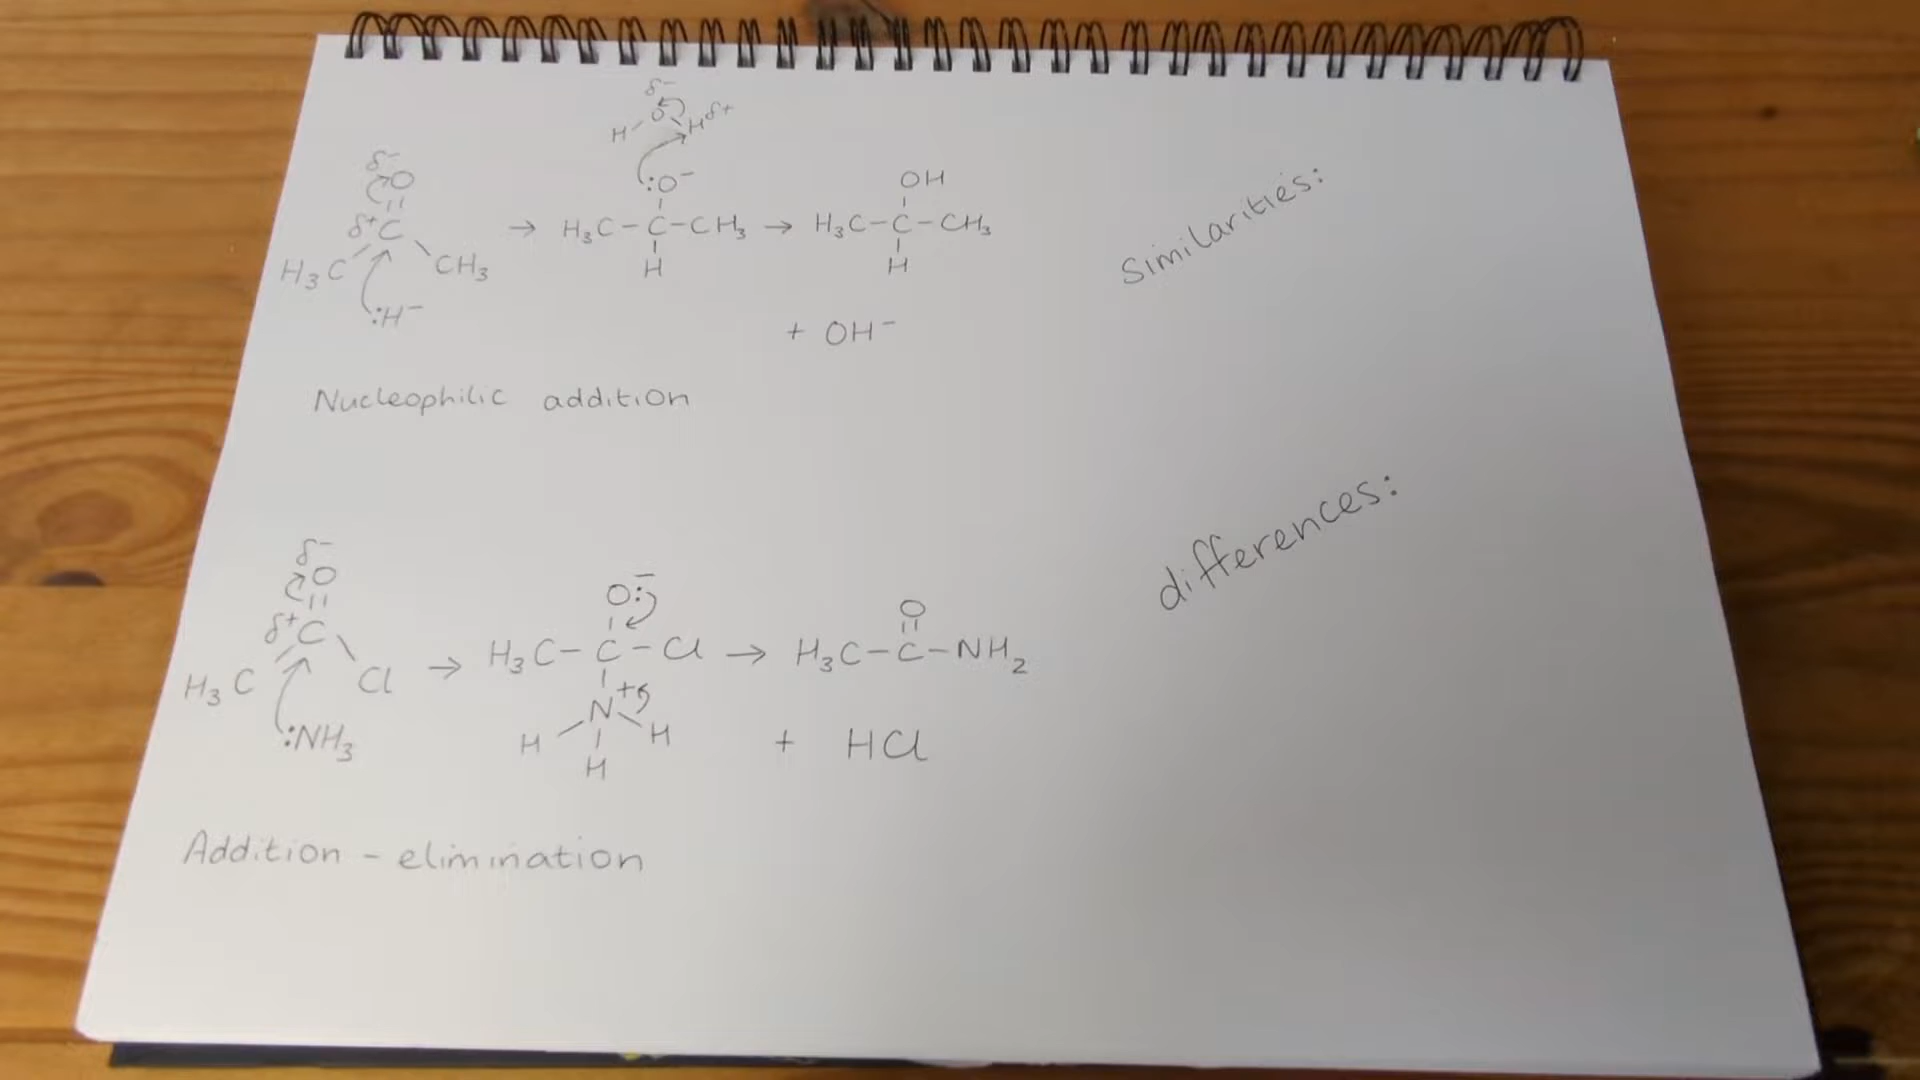 δ-
O
H
H δ+
δ-
O
||
δ+ C
H3C
CH3
:H-
→
:O-
H3C-C-CH3
H
→
OH
H3C-C-CH3
H
+ OH-
Nucleophilic addition
Similarities:
differences:
δ-
O
||
δ+ C
H3C
Cl
:NH3
→
O:-
H3C-C-Cl
N+
H
H
H
→
O
||
H3C-C-NH2
+ HCl
Addition - elimination